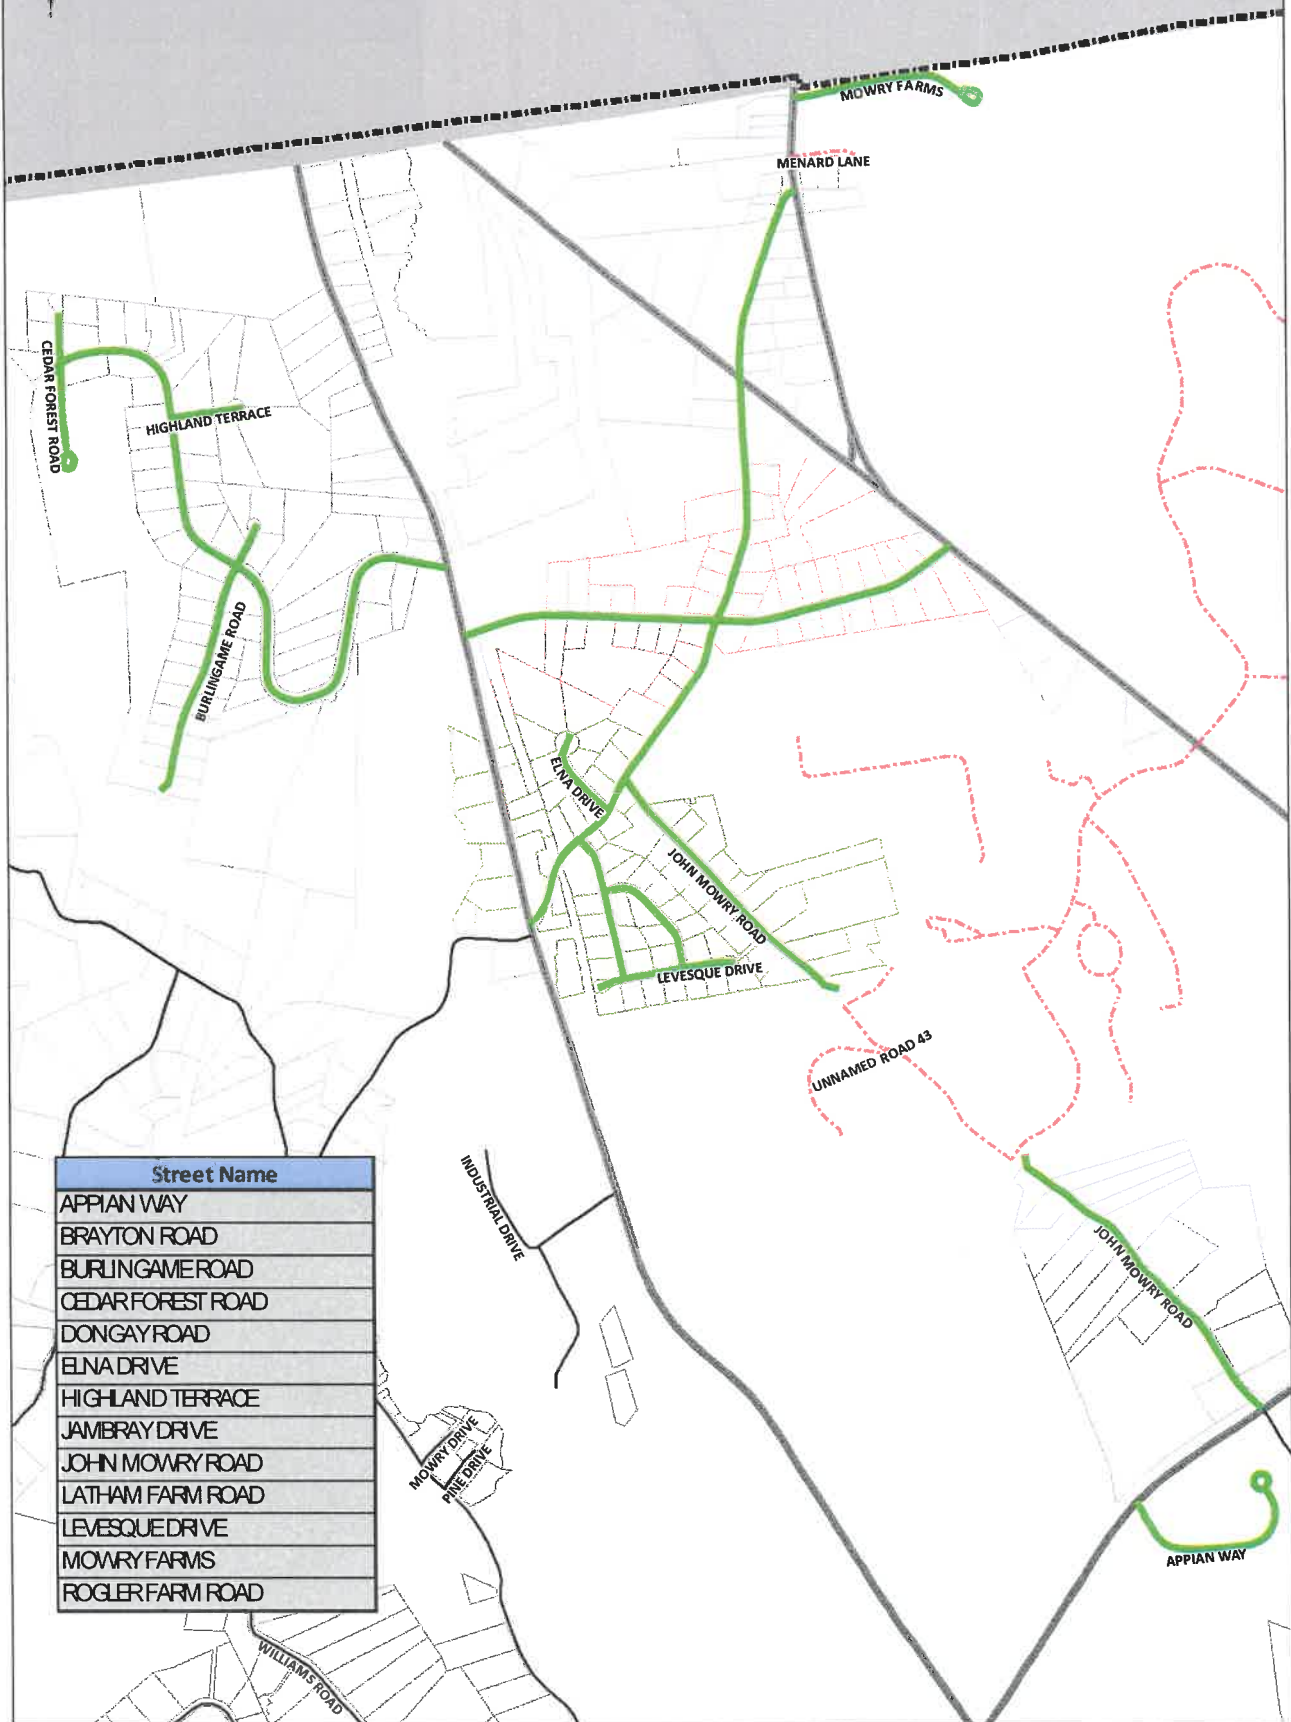 MOWRY FARMS
MENARD LANE
CEDAR FOREST ROAD
HIGHLAND TERRACE
BURLINGAME ROAD
ELNA DRIVE
JOHN MOWRY ROAD
LEVESQUE DRIVE
UNNAMED ROAD 43
INDUSTRIAL DRIVE
JOHN MOWRY ROAD
MOWRY DRIVE
PINE DRIVE
APPIAN WAY
WILLIAMS ROAD
Street Name
APPIAN WAY
BRAYTON ROAD
BURLINGAME ROAD
CEDAR FOREST ROAD
DONGAY ROAD
ELNA DRIVE
HIGHLAND TERRACE
JAMBRAY DRIVE
JOHN MOWRY ROAD
LATHAM FARM ROAD
LEVESQUE DRIVE
MOWRY FARMS
ROGLER FARM ROAD